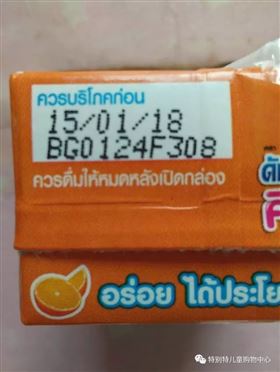 ควรบริโภคก่อน
15/01/18
BG0124F308
ควรดื่มให้หมดหลังเปิดกล่อง
อร่อย ได้ประโย
特别特儿童购物中心